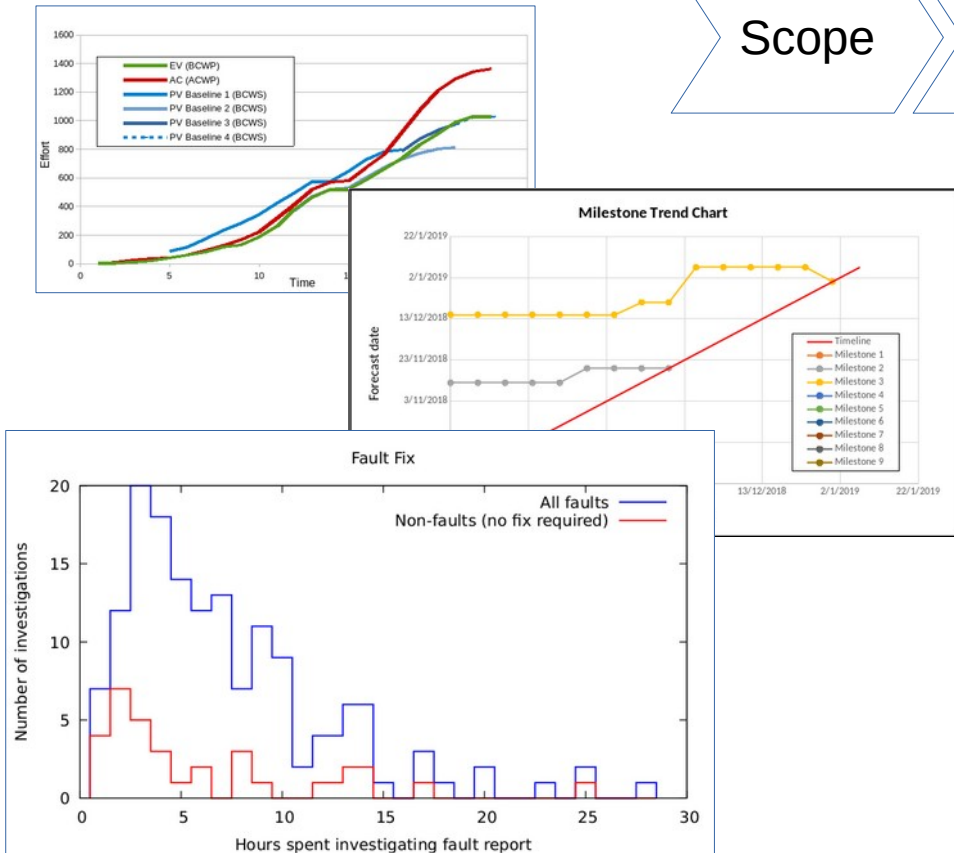 Scope
1600
1400
1200
1000
800
600
400
200
0
Effort
EV (BCWP)
AC (ACWP)
PV Baseline 1 (BCWS)
PV Baseline 2 (BCWS)
PV Baseline 3 (BCWS)
PV Baseline 4 (BCWS)
0
5
10
Time
Milestone Trend Chart
22/1/2019
2/1/2019
13/12/2018
23/11/2018
3/11/2018
Forecast date
Timeline
Milestone 1
Milestone 2
Milestone 3
Milestone 4
Milestone 5
Milestone 6
Milestone 7
Milestone 8
Milestone 9
13/12/2018
2/1/2019
22/1/2019
Fault Fix
20
15
10
5
0
Number of investigations
All faults
Non-faults (no fix required)
0
5
10
15
20
25
30
Hours spent investigating fault report